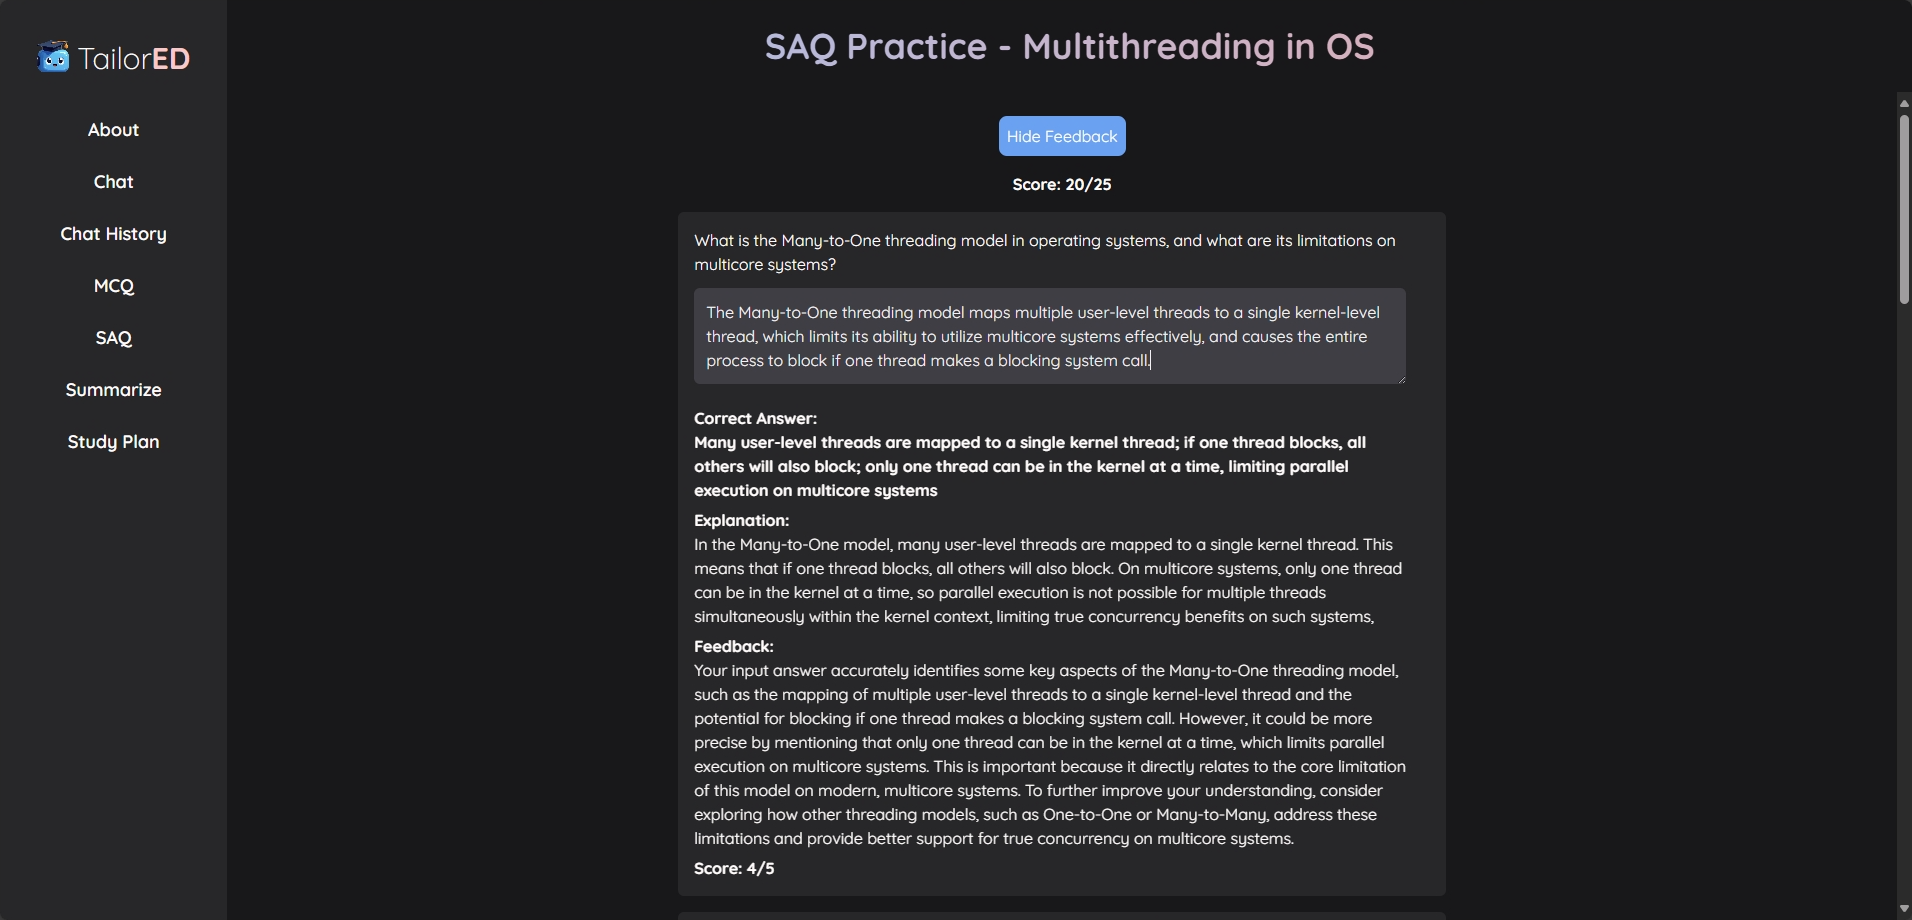 TailorED
About
Chat
Chat History
MCQ
SAQ
Summarize
Study Plan
SAQ Practice - Multithreading in OS
Hide Feedback
Score: 20/25
What is the Many-to-One threading model in operating systems, and what are its limitations on
multicore systems?
The Many-to-One threading model maps multiple user-level threads to a single kernel-level
thread, which limits its ability to utilize multicore systems effectively, and causes the entire
process to block if one thread makes a blocking system call.
Correct Answer:
Many user-level threads are mapped to a single kernel thread; if one thread blocks, all
others will also block; only one thread can be in the kernel at a time, limiting parallel
execution on multicore systems
Explanation:
In the Many-to-One model, many user-level threads are mapped to a single kernel thread. This
means that if one thread blocks, all others will also block. On multicore systems, only one thread
can be in the kernel at a time, so parallel execution is not possible for multiple threads
simultaneously within the kernel context, limiting true concurrency benefits on such systems,
Feedback:
Your input answer accurately identifies some key aspects of the Many-to-One threading model,
such as the mapping of multiple user-level threads to a single kernel-level thread and the
potential for blocking if one thread makes a blocking system call. However, it could be more
precise by mentioning that only one thread can be in the kernel at a time, which limits parallel
execution on multicore systems. This is important because it directly relates to the core limitation
of this model on modern, multicore systems. To further improve your understanding, consider
exploring how other threading models, such as One-to-One or Many-to-Many, address these
limitations and provide better support for true concurrency on multicore systems.
Score: 4/5